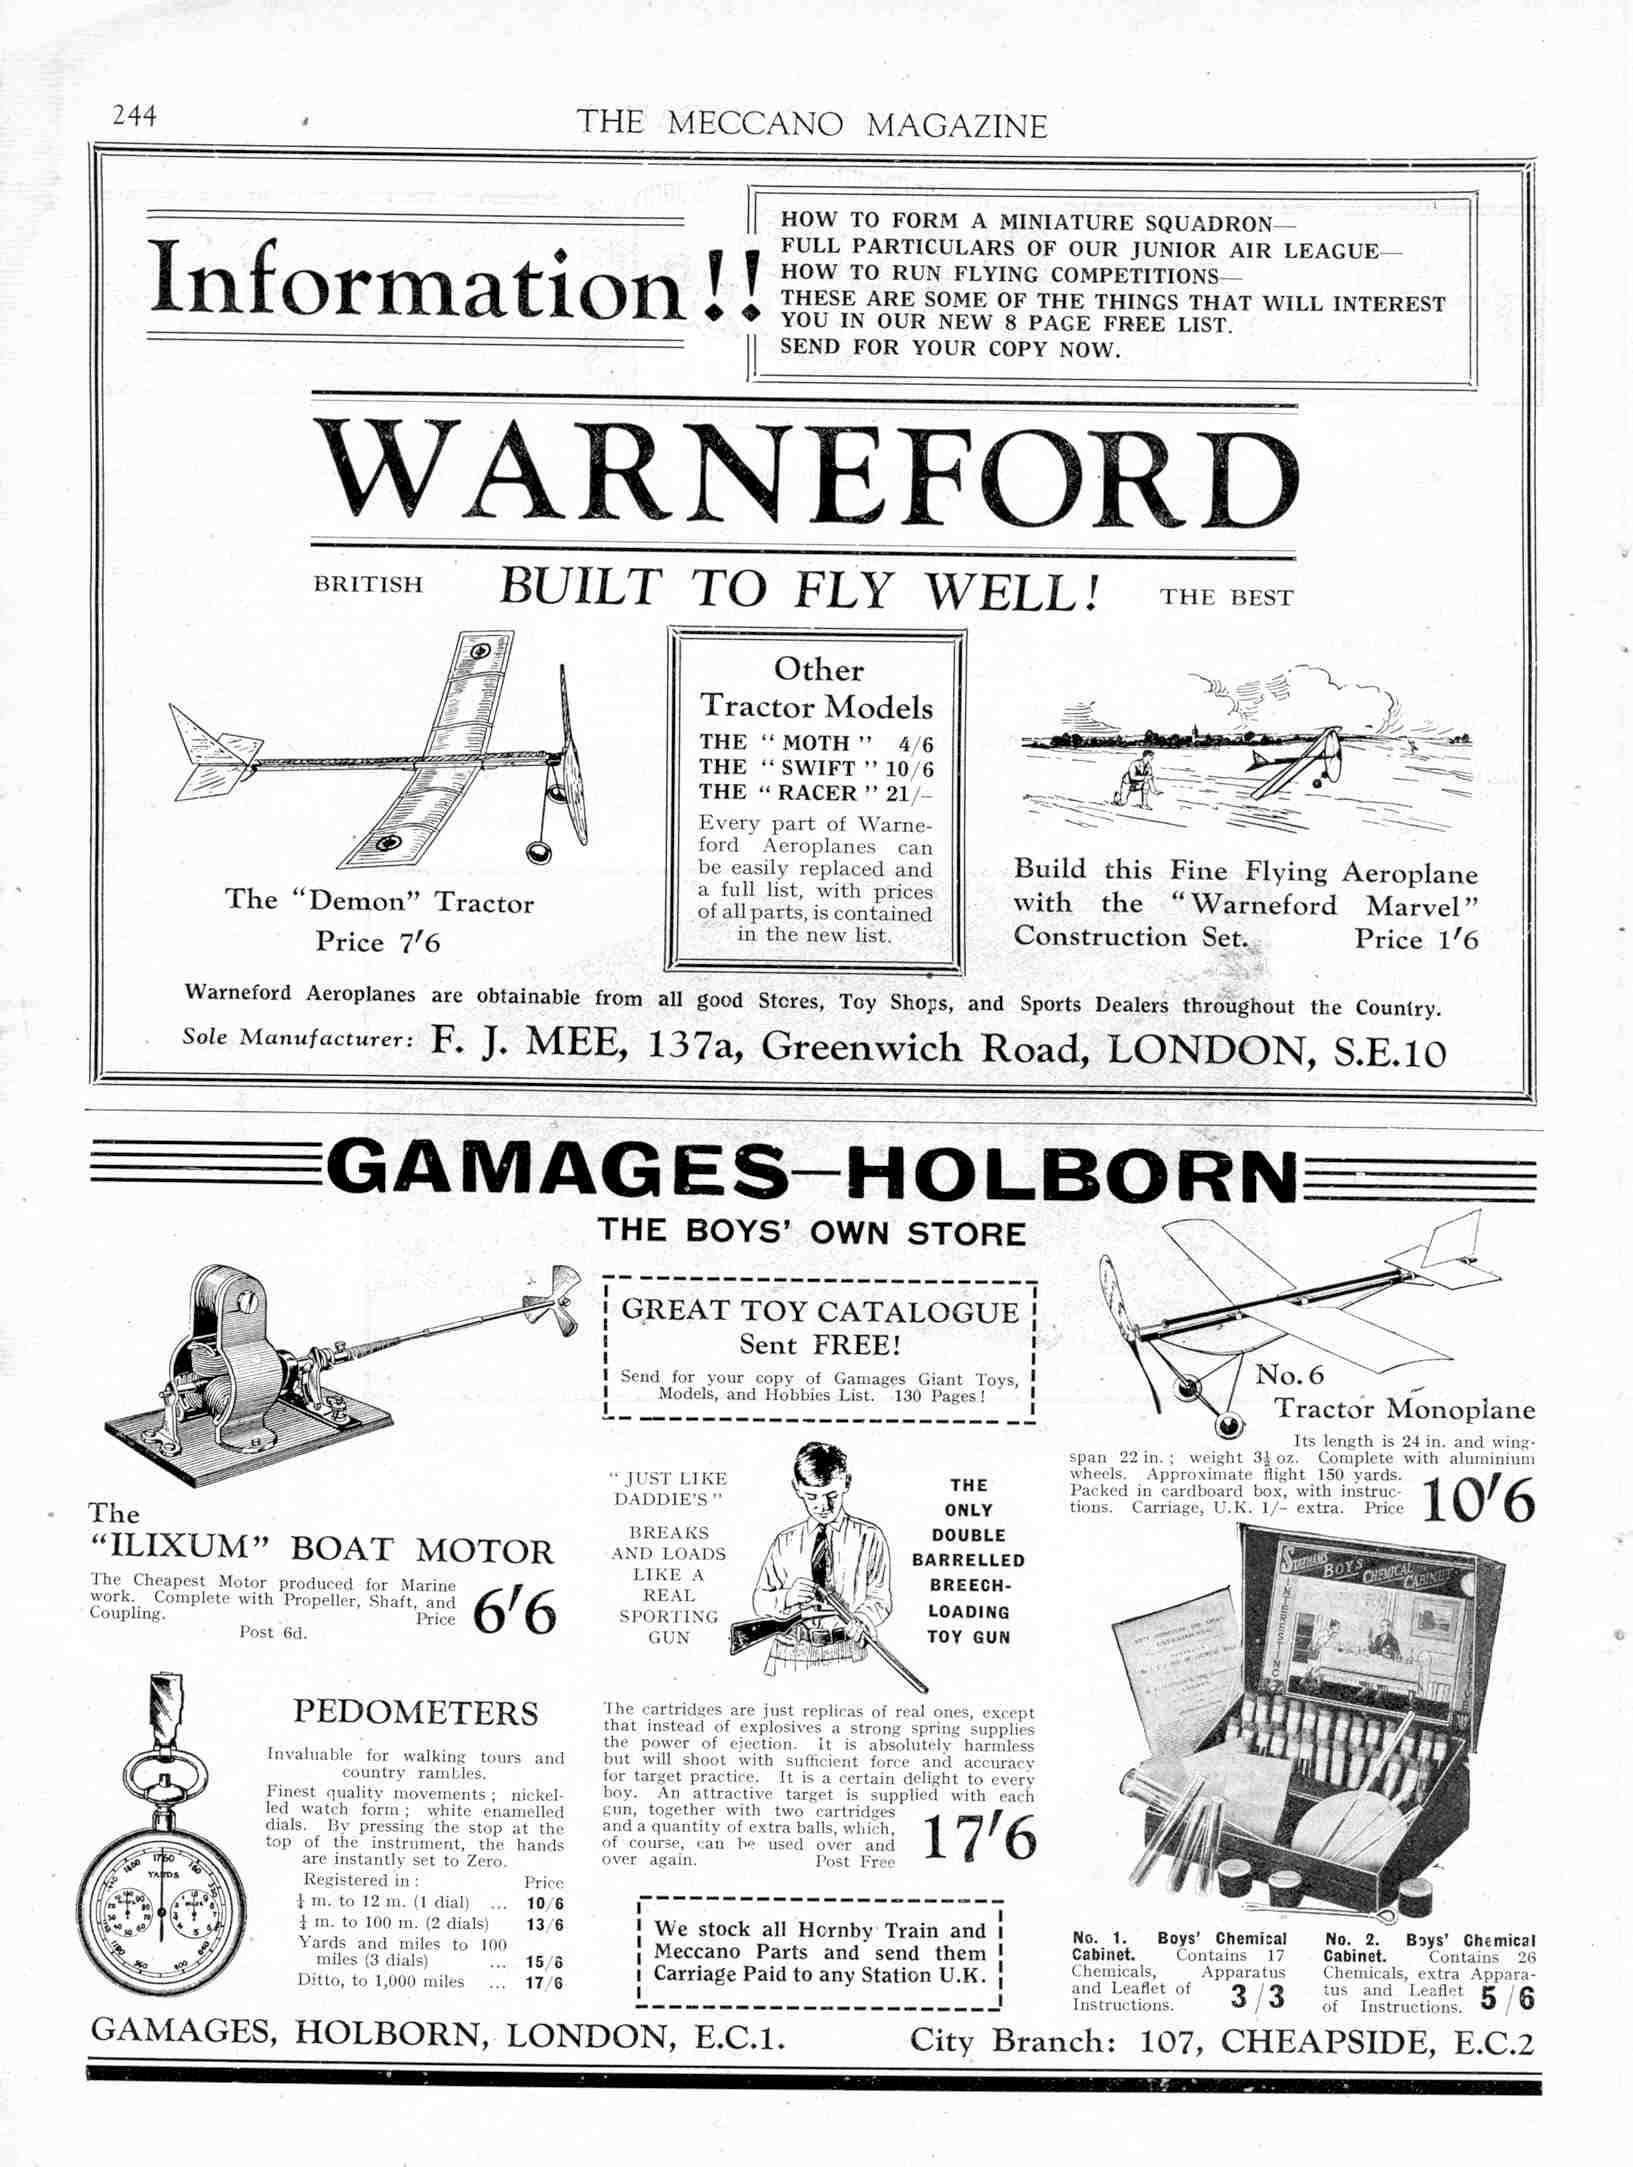 244
THE MECCANO MAGAZINE
Information!!
HOW TO FORM A MINIATURE SQUADRON—
FULL PARTICULARS OF OUR JUNIOR AIR LEAGUE—
HOW TO RUN FLYING COMPETITIONS—
THESE ARE SOME OF THE THINGS THAT WILL INTEREST
YOU IN OUR NEW 8 PAGE FREE LIST.
SEND FOR YOUR COPY NOW.
WARNEFORD
BRITISH
BUILT TO FLY WELL!
THE BEST
The "Demon" Tractor
Price 7'6
Other
Tractor Models
THE "MOTH" 4/6
THE "SWIFT" 10/6
THE "RACER" 21/-
Every part of Warne-
ford Aeroplanes can
be easily replaced and
a full list, with prices
of all parts, is contained
in the new list.
Build this Fine Flying Aeroplane
with the "Warneford Marvel"
Construction Set. Price 1'6
Warneford Aeroplanes are obtainable from all good Stores, Toy Shops, and Sports Dealers throughout the Country.
Sole Manufacturer: F. J. MEE, 137a, Greenwich Road, LONDON, S.E.10
GAMAGES—HOLBORN
THE BOYS' OWN STORE
The
"ILIXUM" BOAT MOTOR
The Cheapest Motor produced for Marine
work. Complete with Propeller, Shaft, and
Coupling. Price 6'6
Post 6d.
GREAT TOY CATALOGUE
Sent FREE!
Send for your copy of Gamages Giant Toys,
Models, and Hobbies List. 130 Pages!
No. 6
Tractor Monoplane
Its length is 24 in. and wing-
span 22 in.; weight 3½ oz. Complete with aluminium
wheels. Approximate flight 150 yards.
Packed in cardboard box, with instruc-
tions. Carriage, U.K. 1/- extra. Price 10'6
"JUST LIKE
DADDIE'S"
BREAKS
AND LOADS
LIKE A
REAL
SPORTING
GUN
THE
ONLY
DOUBLE
BARRELLED
BREECH-
LOADING
TOY GUN
The cartridges are just replicas of real ones, except
that instead of explosives a strong spring supplies
the power of ejection. It is absolutely harmless
but will shoot with sufficient force and accuracy
for target practice. It is a certain delight to every
boy. An attractive target is supplied with each
gun, together with two cartridges
and a quantity of extra balls, which,
of course, can be used over and
over again. Post Free 17'6
PEDOMETERS
Invaluable for walking tours and
country rambles.
Finest quality movements; nickel-
led watch form; white enamelled
dials. By pressing the stop at the
top of the instrument, the hands
are instantly set to Zero.
Registered in: Price
¼ m. to 12 m. (1 dial) ... 10/6
¼ m. to 100 m. (2 dials) 13/6
Yards and miles to 100
miles (3 dials) ... 15/6
Ditto, to 1,000 miles ... 17/6
YARDS
We stock all Hornby Train and
Meccano Parts and send them
Carriage Paid to any Station U.K.
BOYS CHEMICAL CABINET
INTERESTING
No. 1. Boys' Chemical
Cabinet. Contains 17
Chemicals, Apparatus
and Leaflet of
Instructions. 3/3
No. 2. Boys' Chemical
Cabinet. Contains 26
Chemicals, extra Appara-
tus and Leaflet
of Instructions. 5/6
GAMAGES, HOLBORN, LONDON, E.C.1. City Branch: 107, CHEAPSIDE, E.C.2